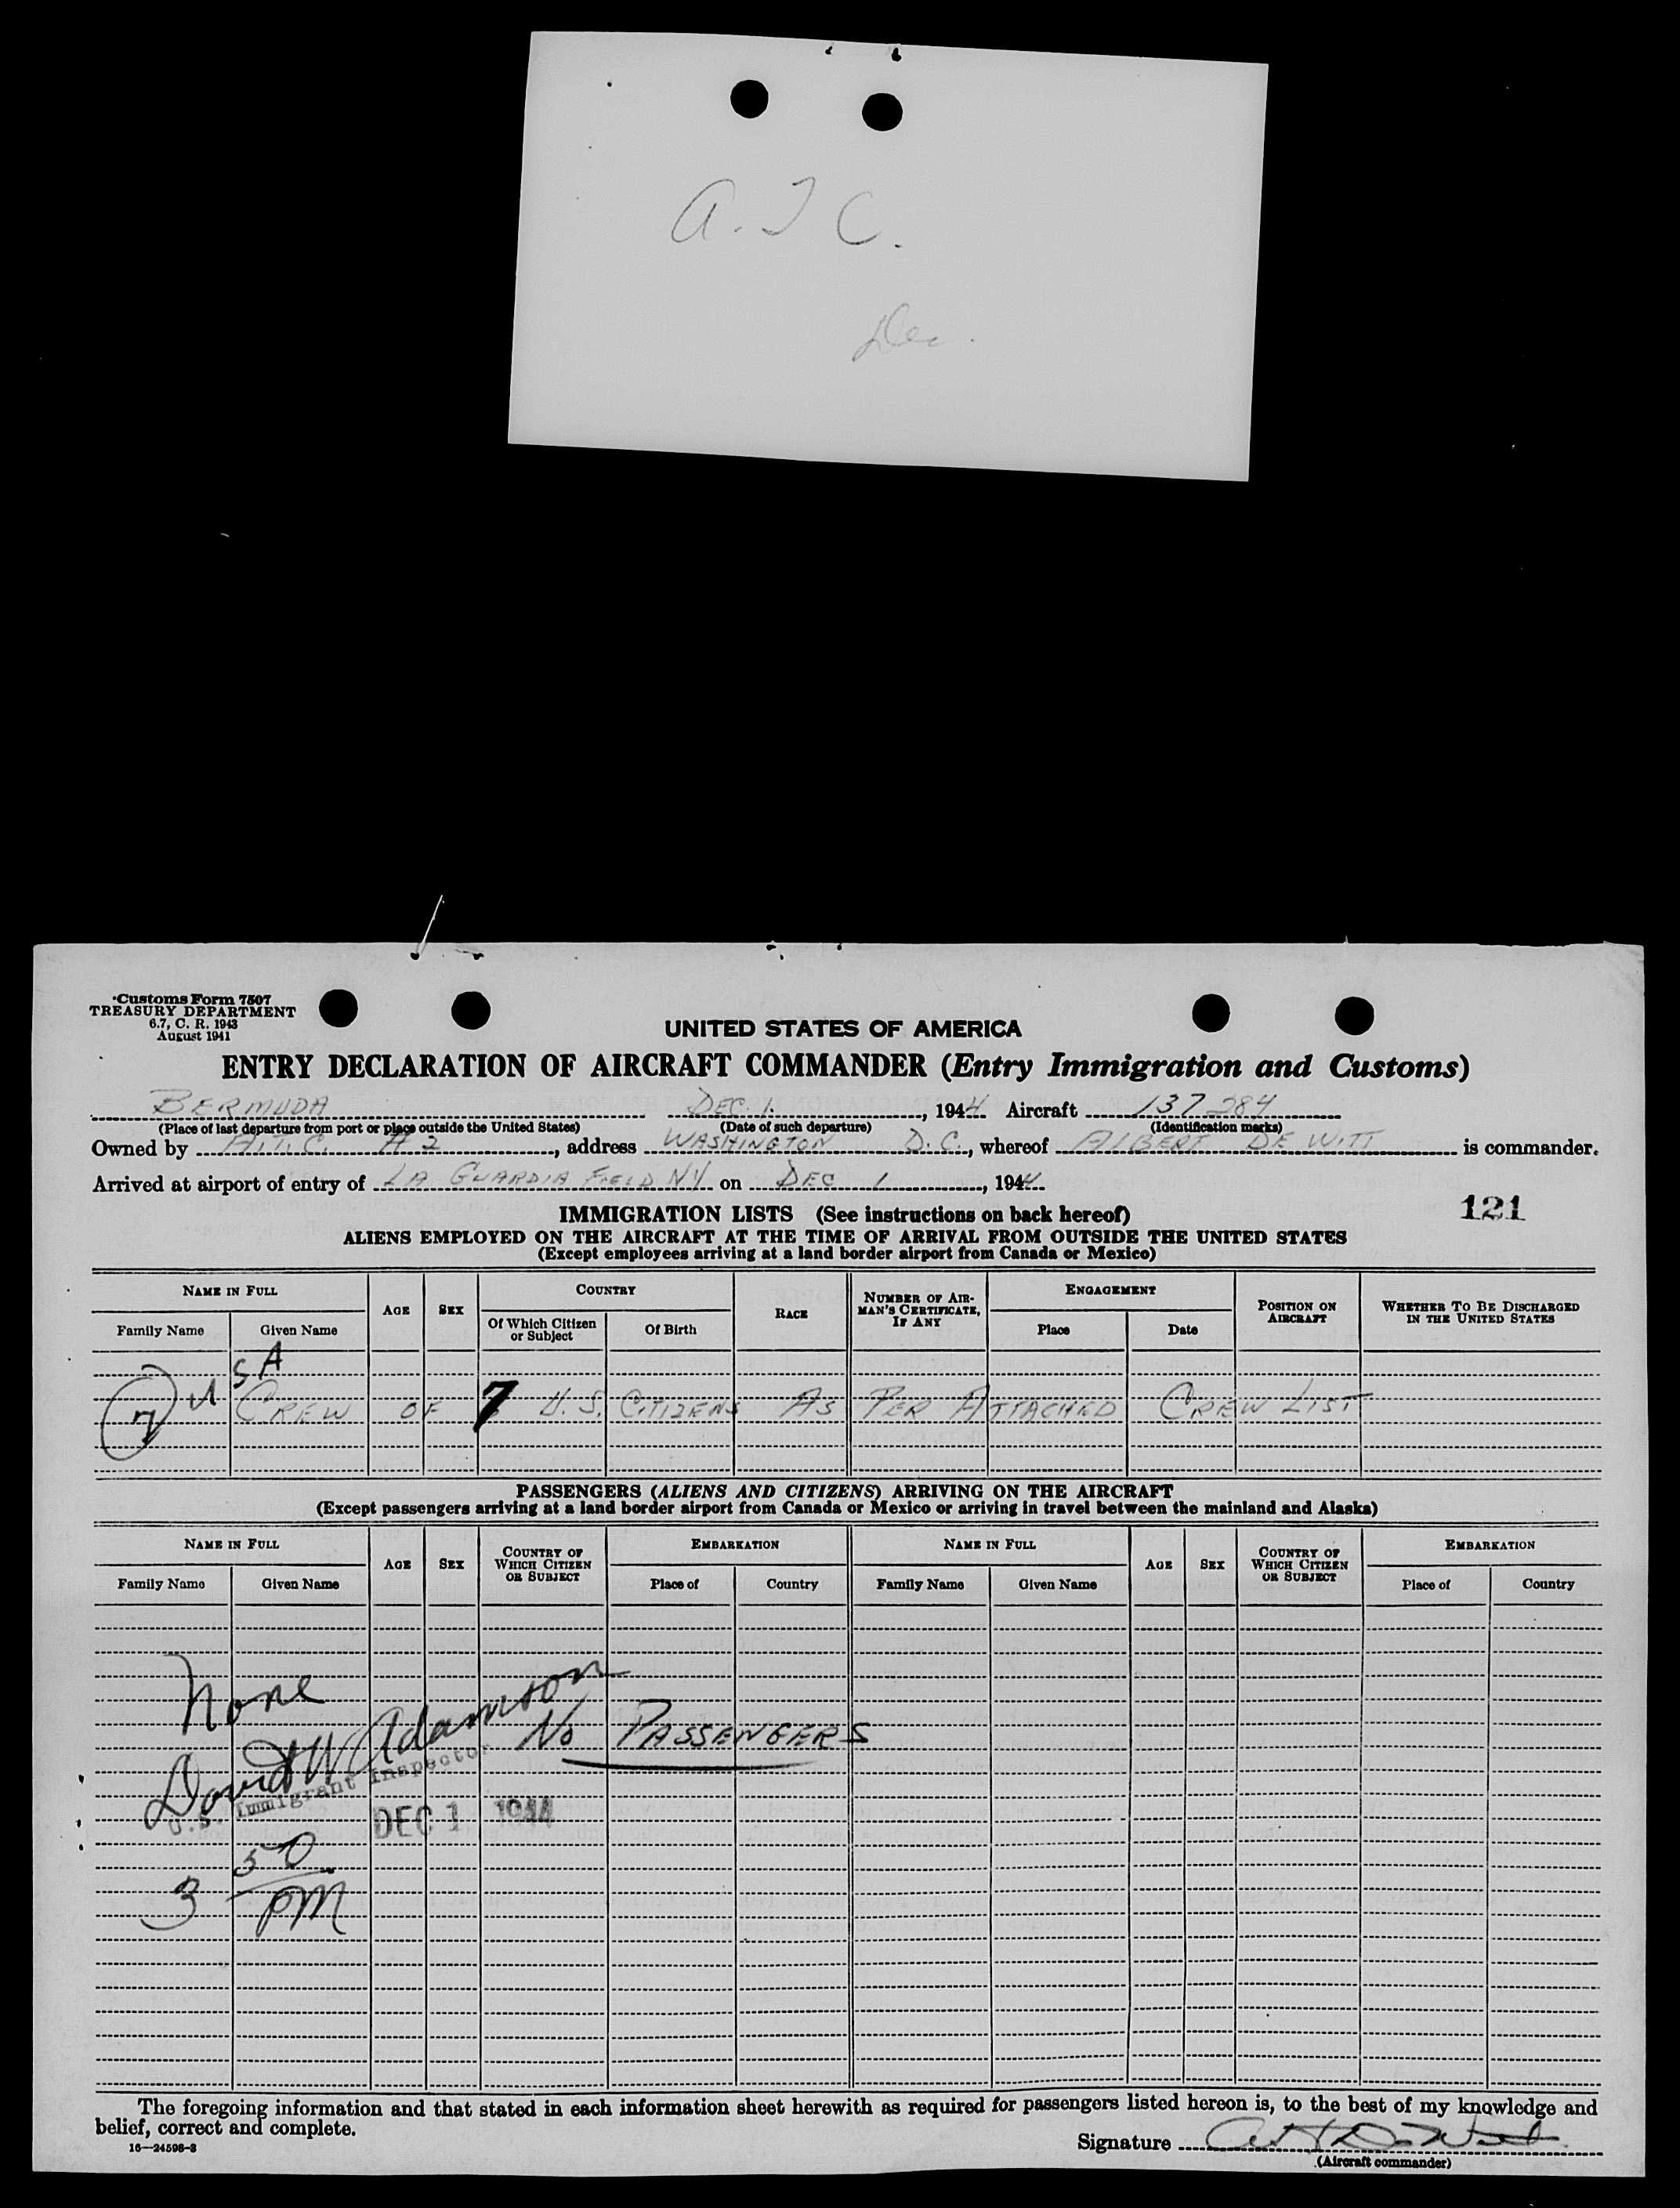 A.T.C.
Dec.
Customs Form 7507
TREASURY DEPARTMENT
6.7, C. R. 1943
August 1941
UNITED STATES OF AMERICA
ENTRY DECLARATION OF AIRCRAFT COMMANDER (Entry Immigration and Customs)
BERMUDA DEC. 1, 1944 Aircraft 137284
(Place of last departure from port or place outside the United States) (Date of such departure) (Identification marks)
Owned by A.T.C. A2, address WASHINGTON D.C., whereof ALBERT DE WITT is commander.
Arrived at airport of entry of LA GUARDIA FIELD NY on DEC 1, 1944
121
IMMIGRATION LISTS (See instructions on back hereof)
ALIENS EMPLOYED ON THE AIRCRAFT AT THE TIME OF ARRIVAL FROM OUTSIDE THE UNITED STATES
(Except employees arriving at a land border airport from Canada or Mexico)
NAME IN FULL AGE SEX COUNTRY RACE NUMBER OF AIRMAN'S CERTIFICATE, IF ANY ENGAGEMENT POSITION ON AIRCRAFT WHETHER TO BE DISCHARGED IN THE UNITED STATES
Family Name Given Name Of Which Citizen or Subject Of Birth Place Date
7 U S A
CREW OF 7 U.S. CITIZENS AS PER ATTACHED CREW LIST
PASSENGERS (ALIENS AND CITIZENS) ARRIVING ON THE AIRCRAFT
(Except passengers arriving at a land border airport from Canada or Mexico or arriving in travel between the mainland and Alaska)
NAME IN FULL AGE SEX COUNTRY OF WHICH CITIZEN OR SUBJECT EMBARKATION NAME IN FULL AGE SEX COUNTRY OF WHICH CITIZEN OR SUBJECT EMBARKATION
Family Name Given Name Place of Country Family Name Given Name Place of Country
None
David W Adamson
No PASSENGERS
U.S. Immigrant Inspector
DEC 1 1944
3 50 PM
The foregoing information and that stated in each information sheet herewith as required for passengers listed hereon is, to the best of my knowledge and
belief, correct and complete.
16—24598-3
Signature Albert De Witt
(Aircraft commander)